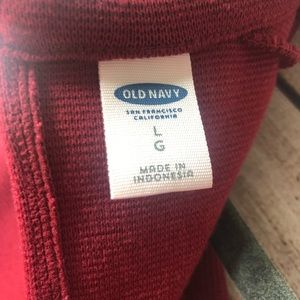 OLD NAVY
SAN FRANCISCO
CALIFORNIA
L
G
MADE IN
INDONESIA